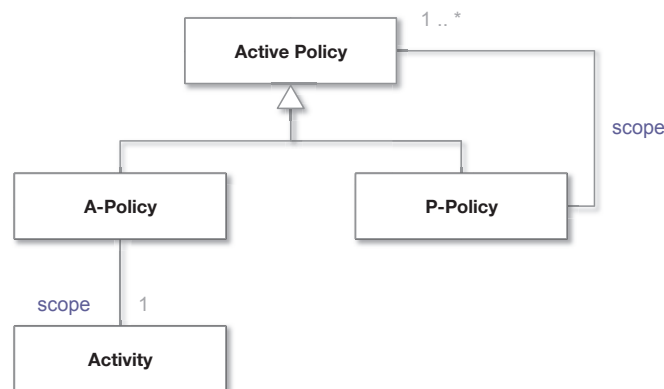 1 .. *
Active Policy
scope
A-Policy
P-Policy
scope
1
Activity